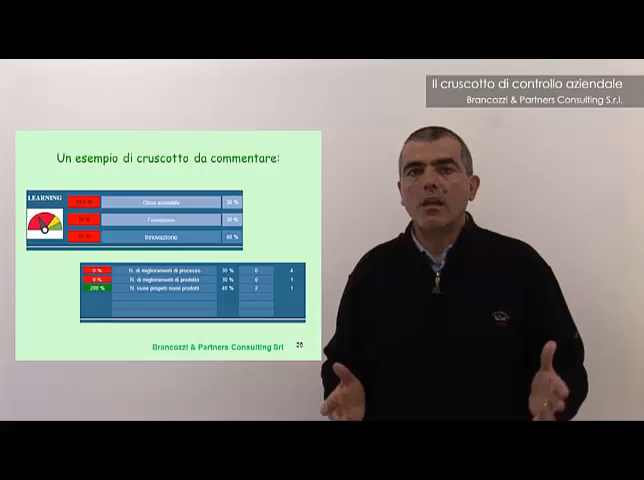 Il cruscotto di controllo aziendale
Brancozzi & Partners Consulting S.r.l.
Un esempio di cruscotto da commentare:
LEARNING
Clima aziendale 30 %
Formazione 30 %
Innovazione 40 %
0 % N. di miglioramenti di processo 30 % 0 4
0 % N. di miglioramenti di prodotto 30 % 0 1
200 % N. nuovi progetti nuovi prodotti 40 % 2 1
Brancozzi & Partners Consulting Srl 26